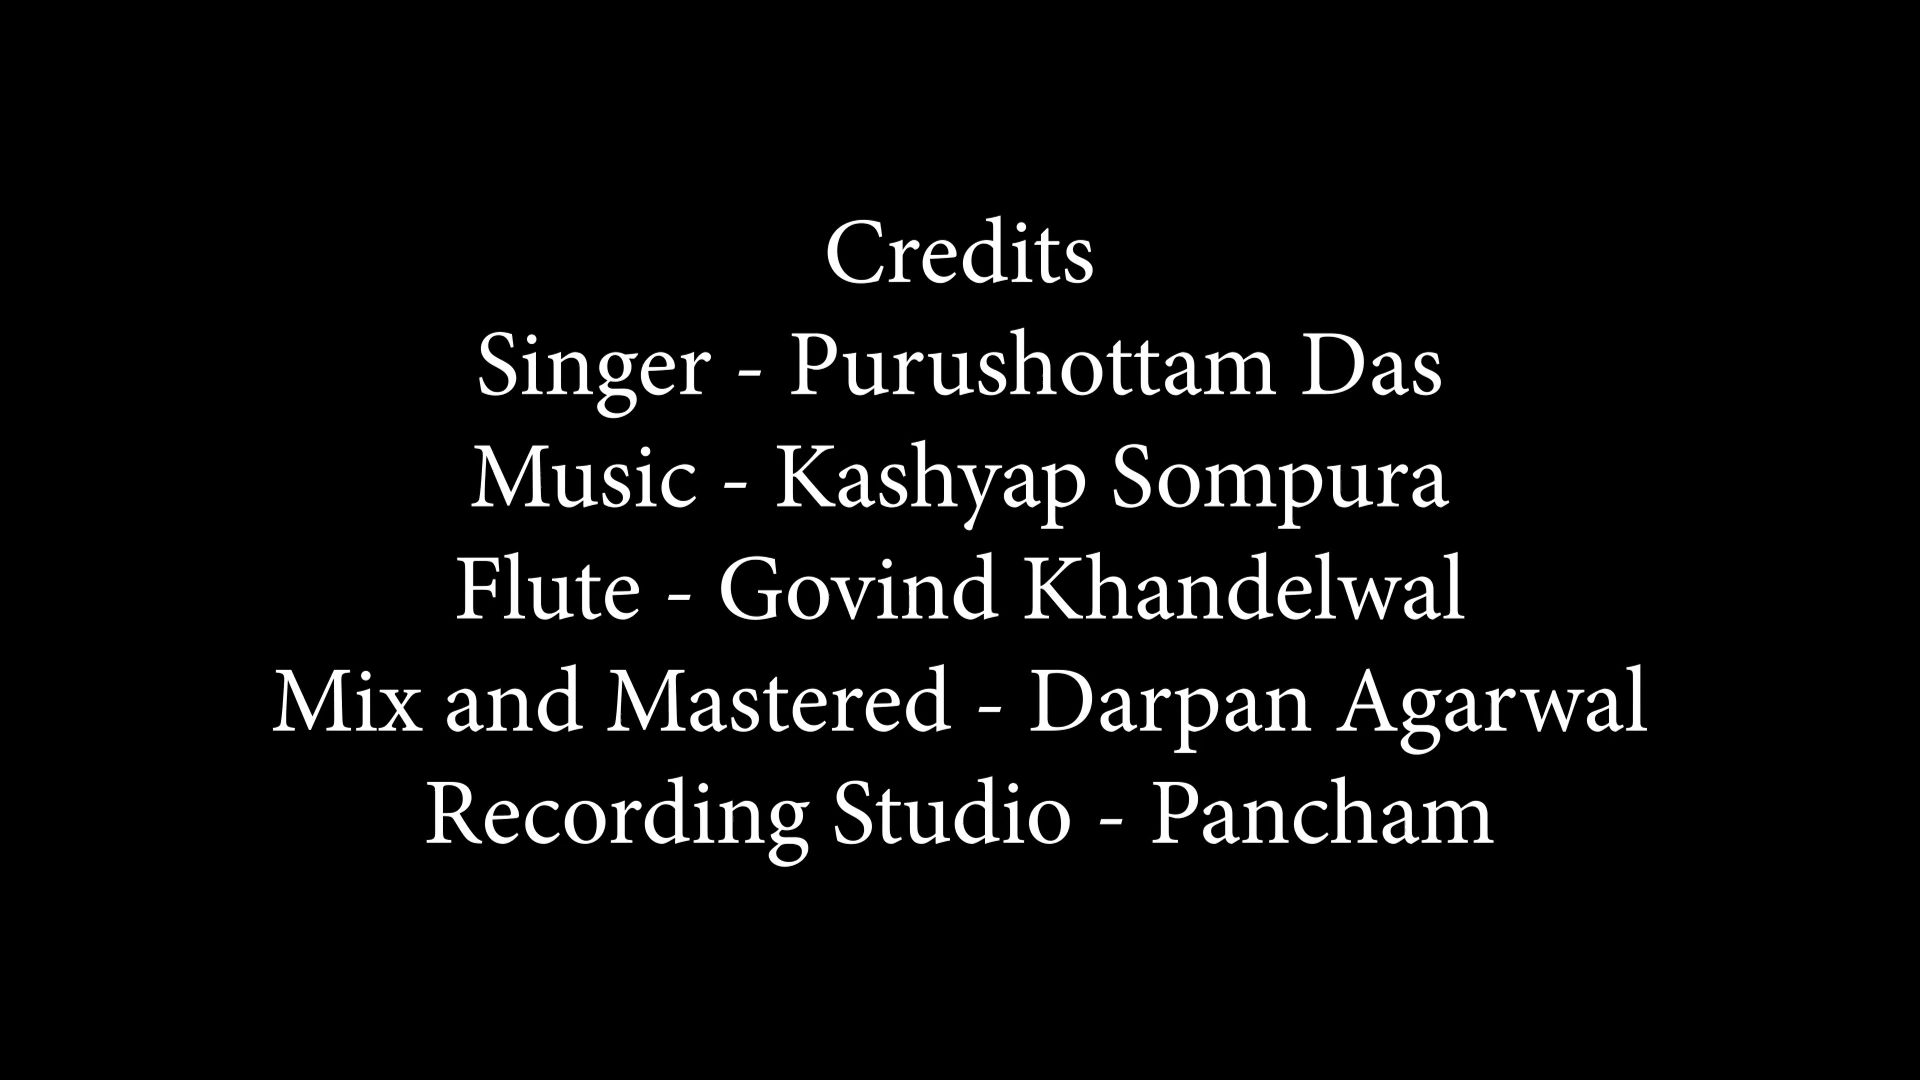 Credits
Singer - Purushottam Das
Music - Kashyap Sompura
Flute - Govind Khandelwal
Mix and Mastered - Darpan Agarwal
Recording Studio - Pancham